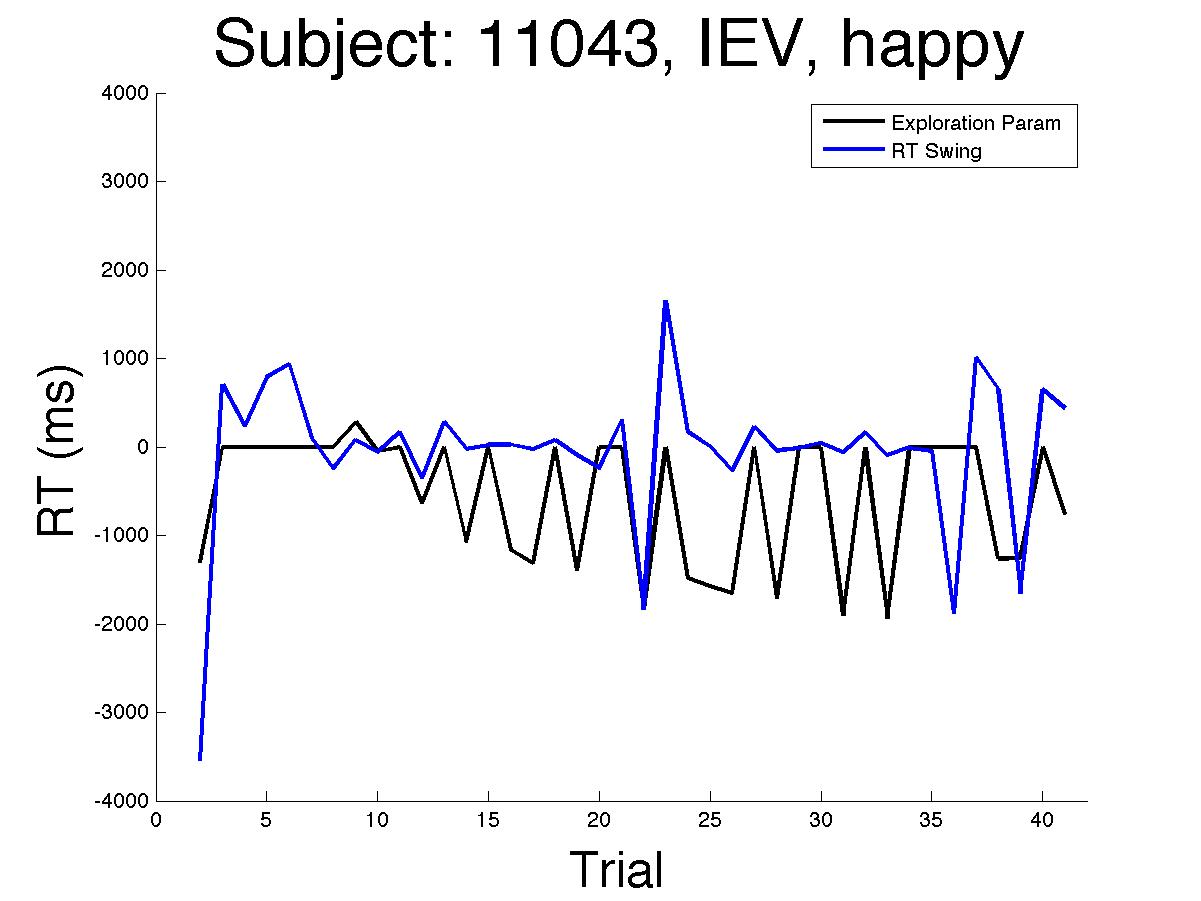 Subject: 11043, IEV, happy
4000
3000
2000
1000
0
-1000
-2000
-3000
-4000
RT (ms)
Exploration Param
RT Swing
0 5 10 15 20 25 30 35 40
Trial